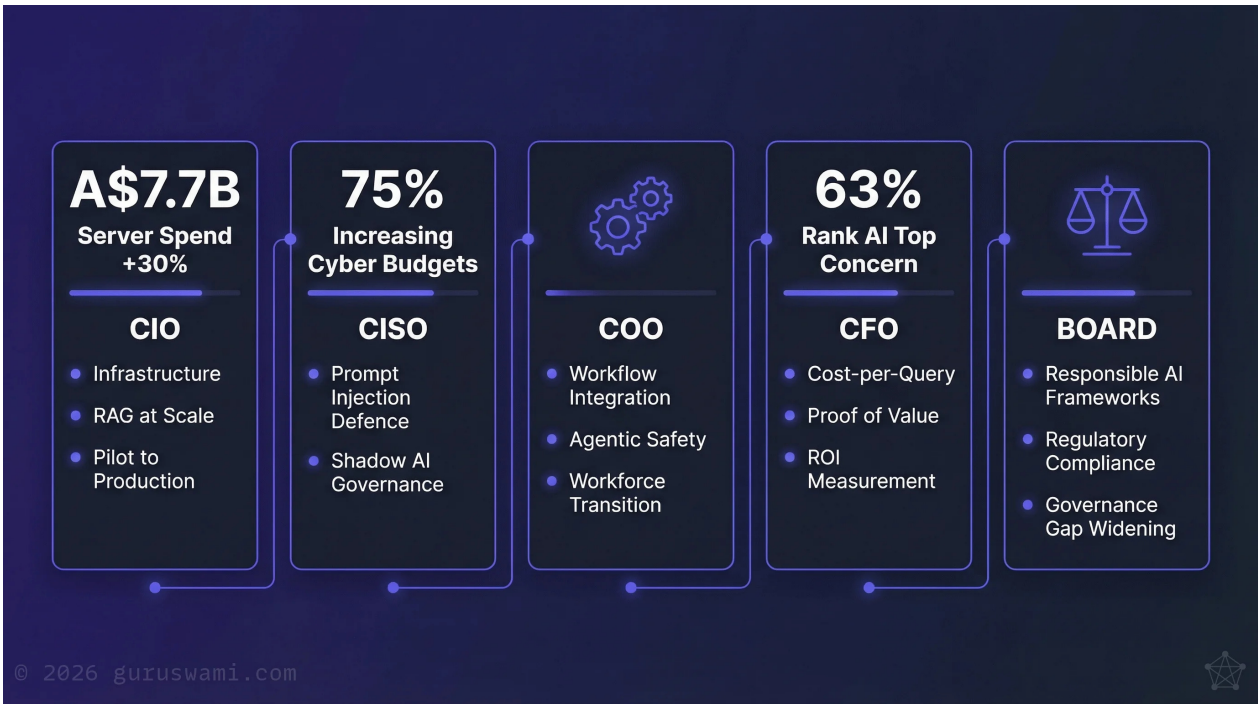 A$7.7B
Server Spend
+30%
CIO
Infrastructure
RAG at Scale
Pilot to
Production
75%
Increasing
Cyber Budgets
CISO
Prompt
Injection
Defence
Shadow AI
Governance
COO
Workflow
Integration
Agentic Safety
Workforce
Transition
63%
Rank AI Top
Concern
CFO
Cost-per-Query
Proof of Value
ROI
Measurement
BOARD
Responsible AI
Frameworks
Regulatory
Compliance
Governance
Gap Widening
© 2026 guruswami.com